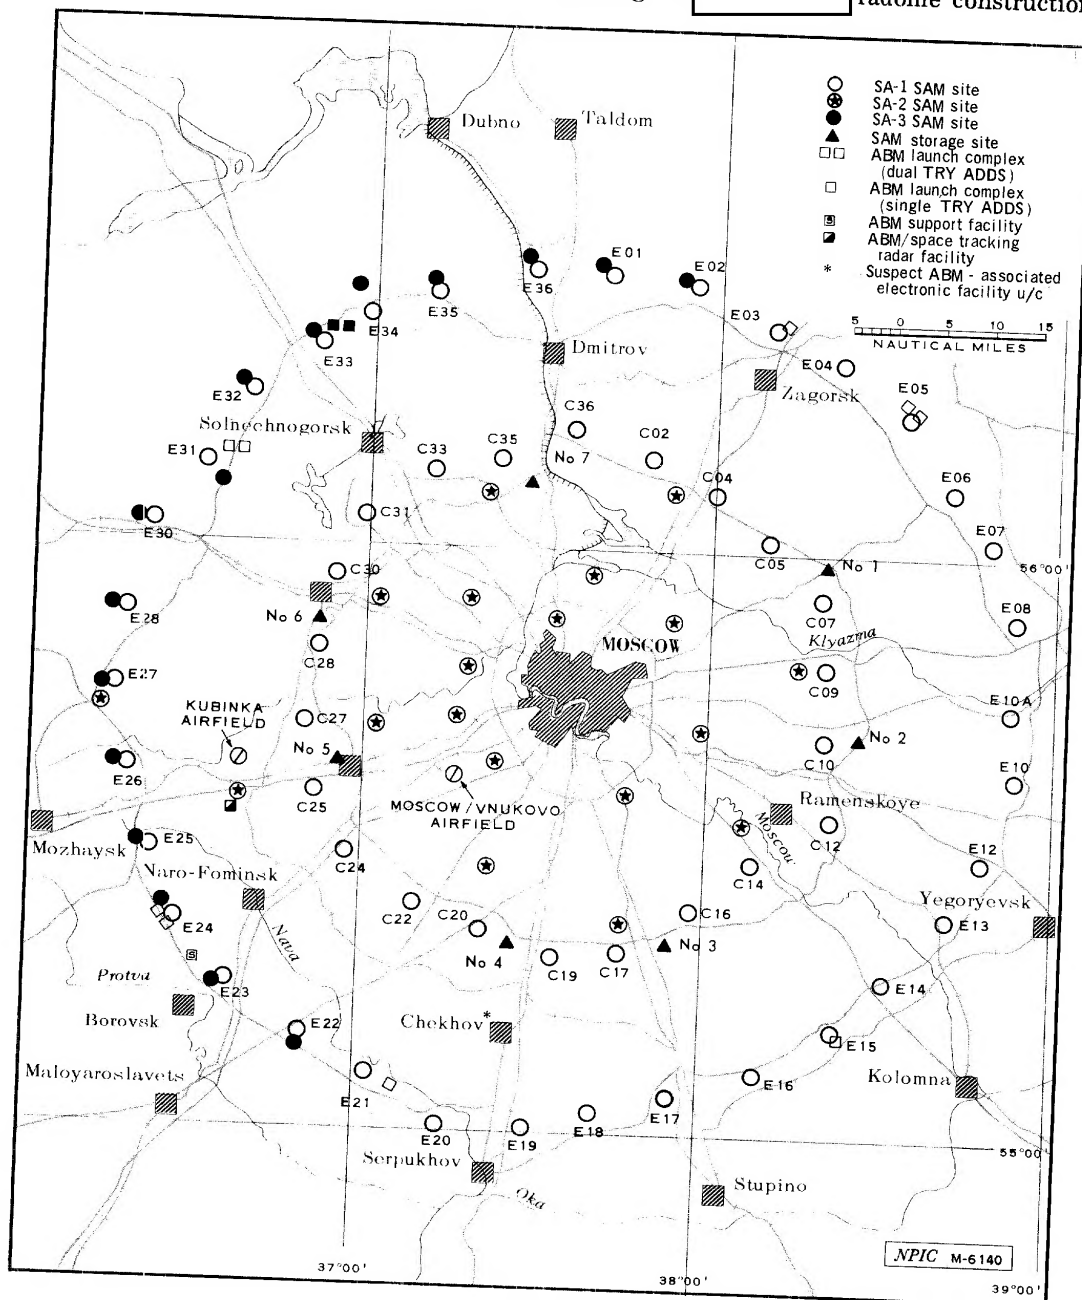 radome construction
SA-1 SAM site
SA-2 SAM site
SA-3 SAM site
SAM storage site
ABM launch complex
(dual TRY ADDS)
ABM launch complex
(single TRY ADDS)
ABM support facility
ABM/space tracking
radar facility
* Suspect ABM - associated
electronic facility u/c
5 0 5 10 15
NAUTICAL MILES
Dubno
Taldom
E01
E02
E36
E35
E34
E03
E33
Dmitrov
E04
Zagorsk
E05
E32
Solnechnogorsk
C36
C33
C35
C02
No 7
E31
C04
E06
C31
E30
E07
C05
No 1
56°00'
C30
No 6
E28
C07
E08
Klyazma
C28
MOSCOW
E27
C09
KUBINKA
AIRFIELD
C27
E10A
No 5
No 2
C10
E26
C25
E10
MOSCOW/VNUKOVO
AIRFIELD
Ramenskoye
Moscou
Mozhaysk
E25
C12
C24
E12
Naro-Fominsk
C14
Yegoryevsk
C22
C20
C16
E24
E13
Nava
No 4
C19
C17
No 3
Protva
E23
E14
Borovsk
E22
Chekhov*
E15
Maloyaroslavets
E21
E16
Kolomna
E20
E19
E18
E17
Serpukhov
55°00'
Stupino
Oka
NPIC M-6140
37°00'
38°00'
39°00'